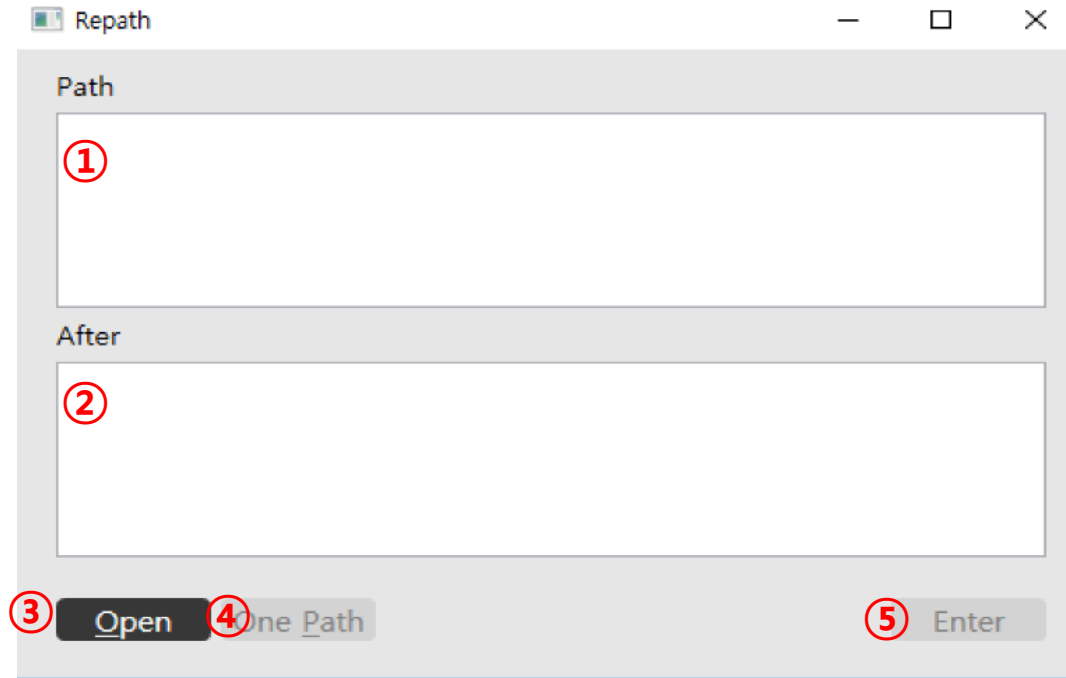 Repath
Path
①
After
②
③ Open ④ One Path ⑤ Enter